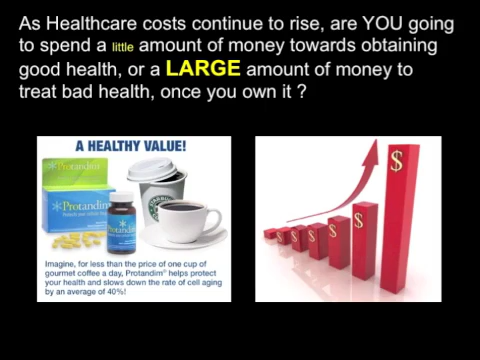 As Healthcare costs continue to rise, are YOU going
to spend a little amount of money towards obtaining
good health, or a LARGE amount of money to
treat bad health, once you own it ?
A HEALTHY VALUE!
Protandim
Protandim
Protandim
Imagine, for less than the price of one cup of
gourmet coffee a day, Protandim® helps protect
your health and slows down the rate of cell aging
by an average of 40%!
$
$
$
$
$